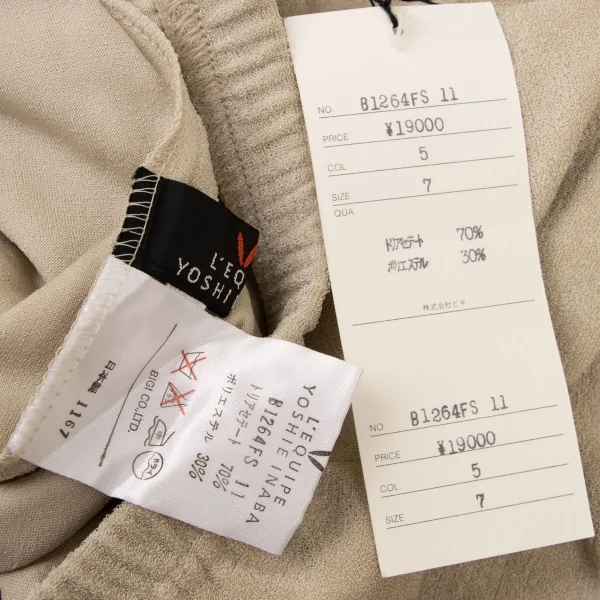 NO. B1264FS 11
PRICE ¥19000
COL 5
SIZE 7
QUA.
トリアセテート 70%
ポリエステル 30%
株式会社ビギ
NO. B1264FS 11
PRICE ¥19000
COL. 5
SIZE 7
L'EQ
YOSHI
L'EQUIPE
YOSHIE INABA
B1264FS 11
トリアセテート 70%
ポリエステル 30%
BIGI CO.,LTD.
日本製 1167